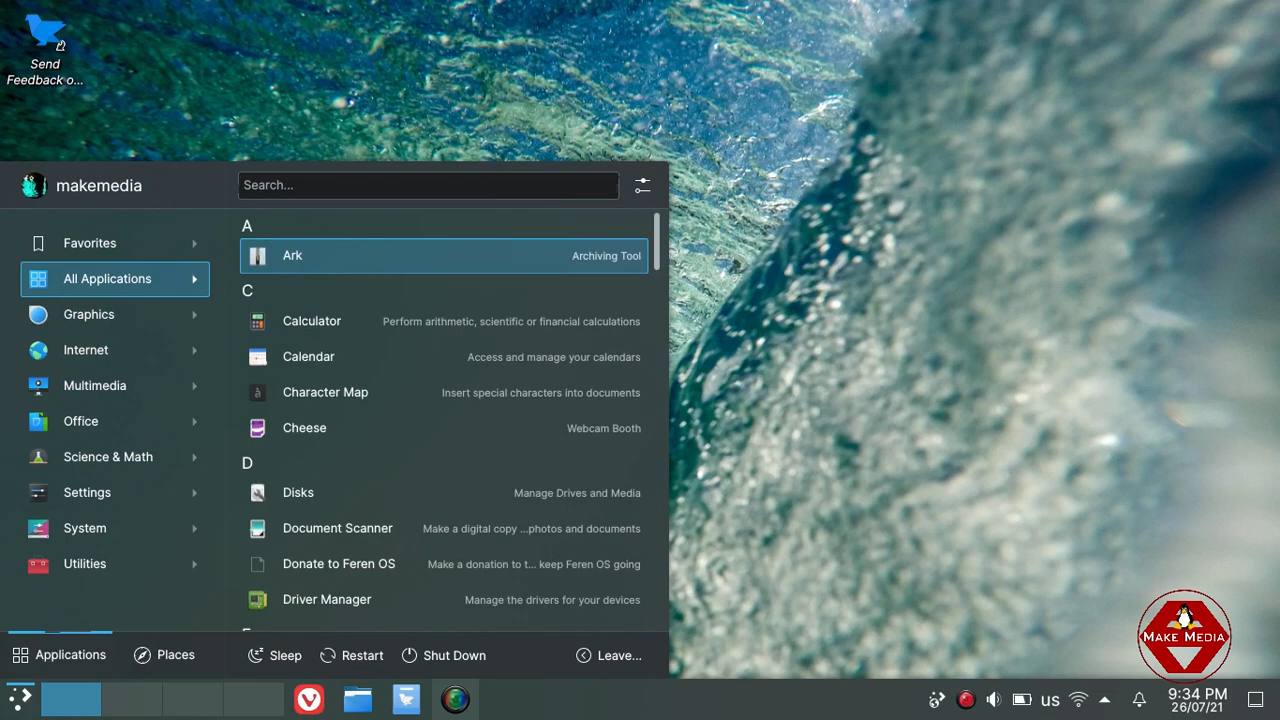 Send
Feedback o...
makemedia
Search...
Favorites
All Applications
Graphics
Internet
Multimedia
Office
Science & Math
Settings
System
Utilities
A
Ark Archiving Tool
C
Calculator Perform arithmetic, scientific or financial calculations
Calendar Access and manage your calendars
Character Map Insert special characters into documents
Cheese Webcam Booth
D
Disks Manage Drives and Media
Document Scanner Make a digital copy ...photos and documents
Donate to Feren OS Make a donation to t... keep Feren OS going
Driver Manager Manage the drivers for your devices
Applications
Places
Sleep
Restart
Shut Down
Leave...
MAKE MEDIA
us
9:34 PM
26/07/21